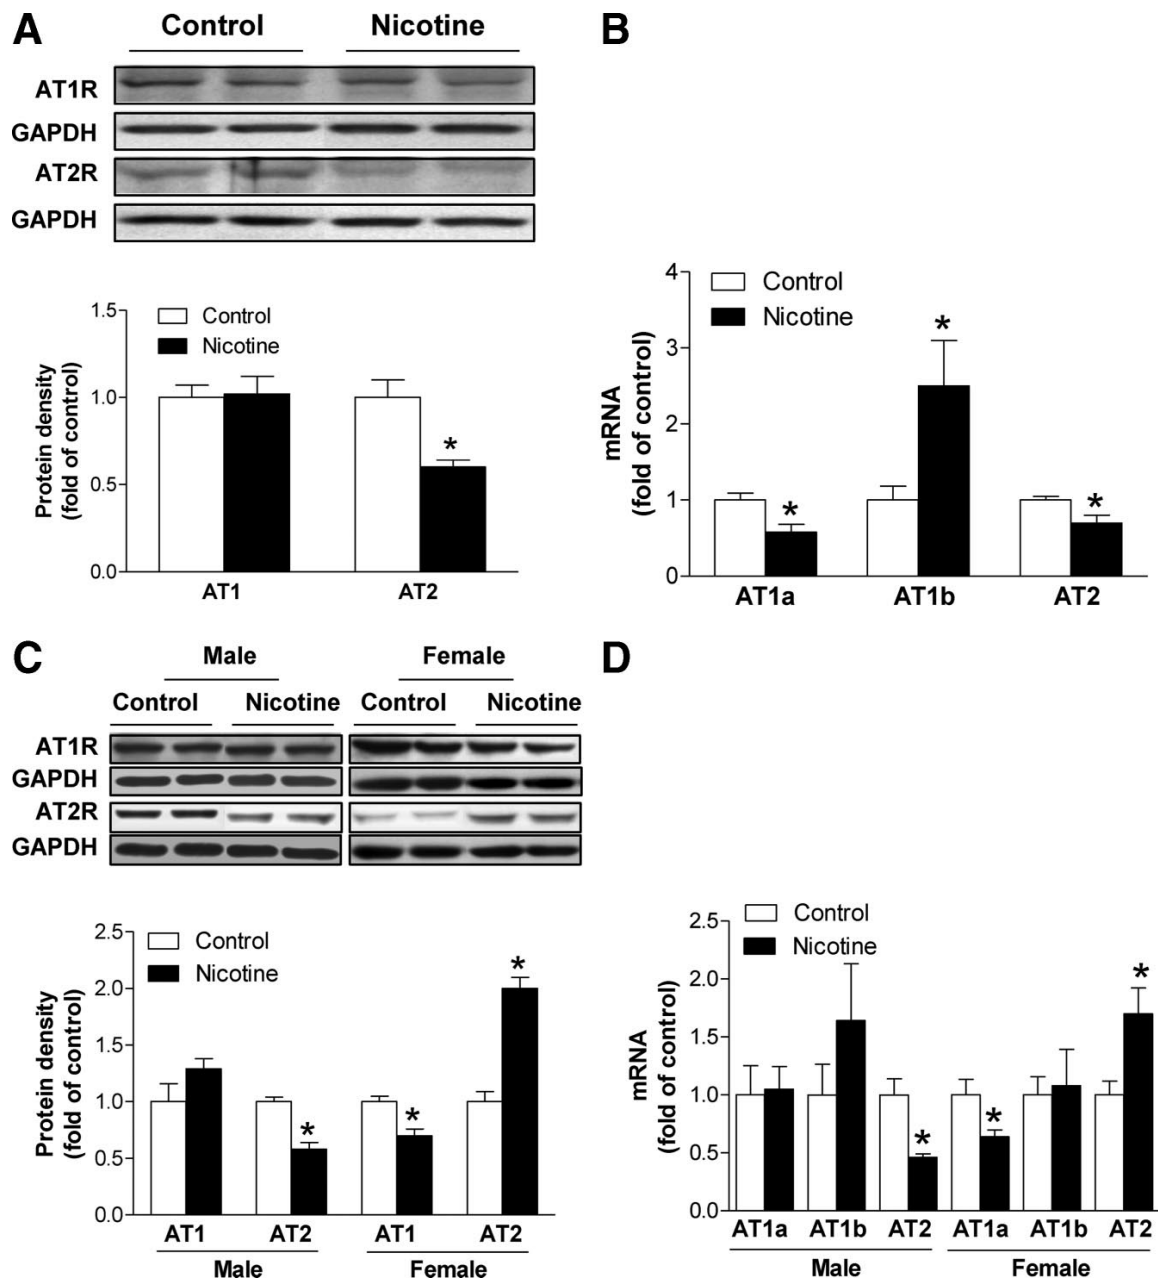 A
Control Nicotine
AT1R
GAPDH
AT2R
GAPDH
1.5
1.0
0.5
0.0
Protein density
(fold of control)
Control
Nicotine
*
AT1 AT2
B
4
3
2
1
0
mRNA
(fold of control)
Control
Nicotine
* * *
AT1a AT1b AT2
C
Male Female
Control Nicotine Control Nicotine
AT1R
GAPDH
AT2R
GAPDH
2.5
2.0
1.5
1.0
0.5
0.0
Protein density
(fold of control)
Control
Nicotine
* * *
AT1 AT2 AT1 AT2
Male Female
D
2.5
2.0
1.5
1.0
0.5
0.0
mRNA
(fold of control)
Control
Nicotine
* * *
AT1a AT1b AT2 AT1a AT1b AT2
Male Female